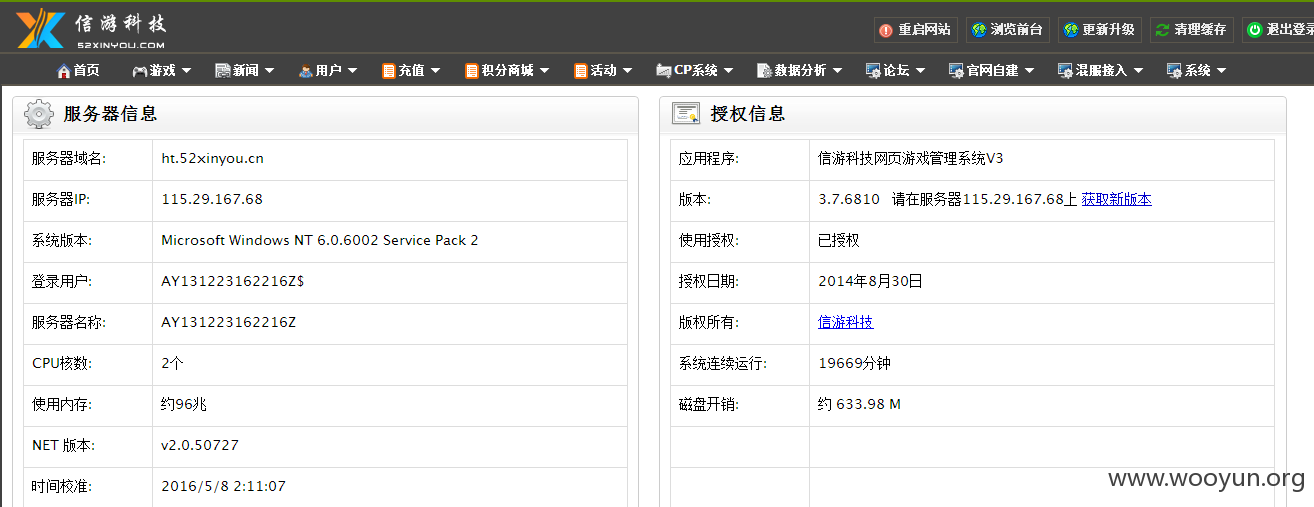 信游科技
52XINYOU.COM
重启网站 浏览前台 更新升级 清理缓存 退出登录
首页 游戏 新闻 用户 充值 积分商城 活动 CP系统 数据分析 论坛 官网自建 混服接入 系统
服务器信息
服务器域名: ht.52xinyou.cn
服务器IP: 115.29.167.68
系统版本: Microsoft Windows NT 6.0.6002 Service Pack 2
登录用户: AY131223162216Z$
服务器名称: AY131223162216Z
CPU核数: 2个
使用内存: 约96兆
NET 版本: v2.0.50727
时间校准: 2016/5/8 2:11:07
授权信息
应用程序: 信游科技网页游戏管理系统V3
版本: 3.7.6810 请在服务器115.29.167.68上 获取新版本
使用授权: 已授权
授权日期: 2014年8月30日
版权所有: 信游科技
系统连续运行: 19669分钟
磁盘开销: 约 633.98 M
www.wooyun.org